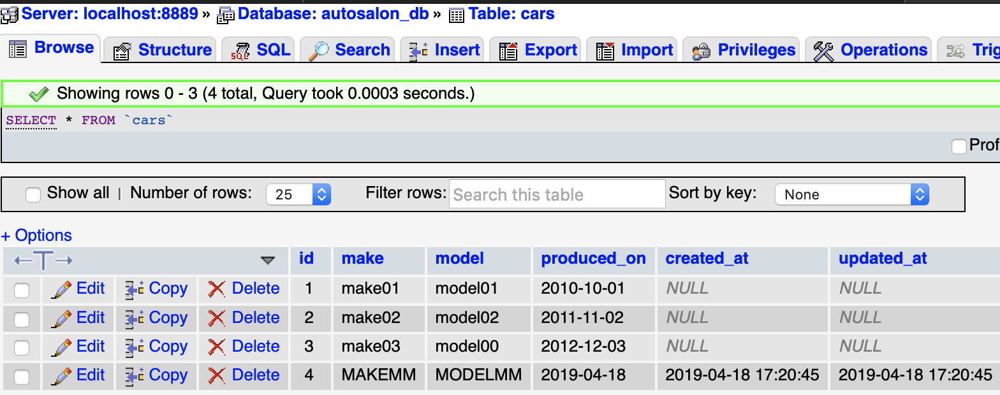 Server: localhost:8889 » Database: autosalon_db » Table: cars
Browse Structure SQL Search Insert Export Import Privileges Operations Trig
Showing rows 0 - 3 (4 total, Query took 0.0003 seconds.)
SELECT * FROM `cars`
Prof
Show all | Number of rows: 25 Filter rows: Search this table Sort by key: None
+ Options
←T→ id make model produced_on created_at updated_at
Edit Copy Delete 1 make01 model01 2010-10-01 NULL NULL
Edit Copy Delete 2 make02 model02 2011-11-02 NULL NULL
Edit Copy Delete 3 make03 model00 2012-12-03 NULL NULL
Edit Copy Delete 4 MAKEMM MODELMM 2019-04-18 2019-04-18 17:20:45 2019-04-18 17:20:45